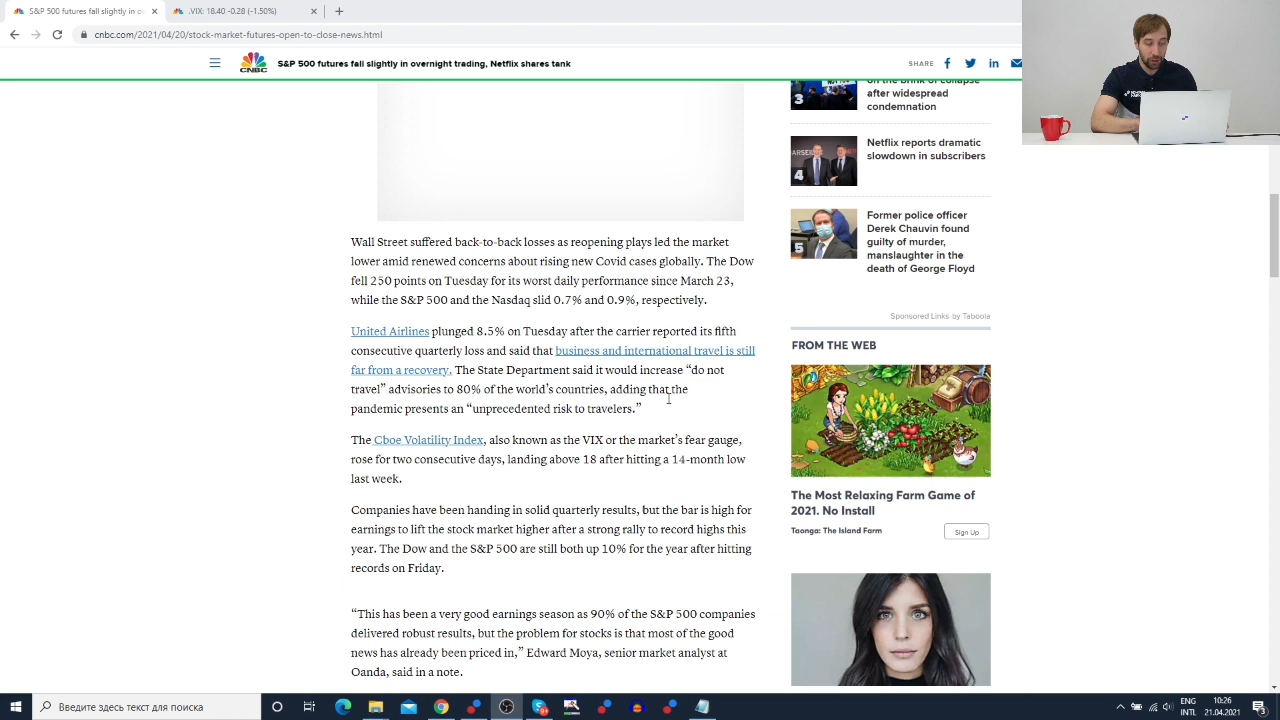 S&P 500 futures fall slightly in o
.VIX: 18.40 -0.28 (-1.50%)
cnbc.com/2021/04/20/stock-market-futures-open-to-close-news.html
CNBC
S&P 500 futures fall slightly in overnight trading, Netflix shares tank
SHARE
on the brink of collapse
after widespread
condemnation
3
Netflix reports dramatic
slowdown in subscribers
4
Former police officer
Derek Chauvin found
guilty of murder,
manslaughter in the
death of George Floyd
5
Wall Street suffered back-to-back losses as reopening plays led the market
lower amid renewed concerns about rising new Covid cases globally. The Dow
fell 250 points on Tuesday for its worst daily performance since March 23,
while the S&P 500 and the Nasdaq slid 0.7% and 0.9%, respectively.
United Airlines plunged 8.5% on Tuesday after the carrier reported its fifth
consecutive quarterly loss and said that business and international travel is still
far from a recovery. The State Department said it would increase “do not
travel” advisories to 80% of the world’s countries, adding that the
pandemic presents an “unprecedented risk to travelers.”
The Cboe Volatility Index, also known as the VIX or the market’s fear gauge,
rose for two consecutive days, landing above 18 after hitting a 14-month low
last week.
Companies have been handing in solid quarterly results, but the bar is high for
earnings to lift the stock market higher after a strong rally to record highs this
year. The Dow and the S&P 500 are still both up 10% for the year after hitting
records on Friday.
“This has been a very good earnings season as 90% of the S&P 500 companies
delivered robust results, but the problem for stocks is that most of the good
news has already been priced in,” Edward Moya, senior market analyst at
Oanda, said in a note.
Sponsored Links by Taboola
FROM THE WEB
The Most Relaxing Farm Game of
2021. No Install
Taonga: The Island Farm
Sign Up
Введите здесь текст для поиска
ENG
INTL
10:26
21.04.2021